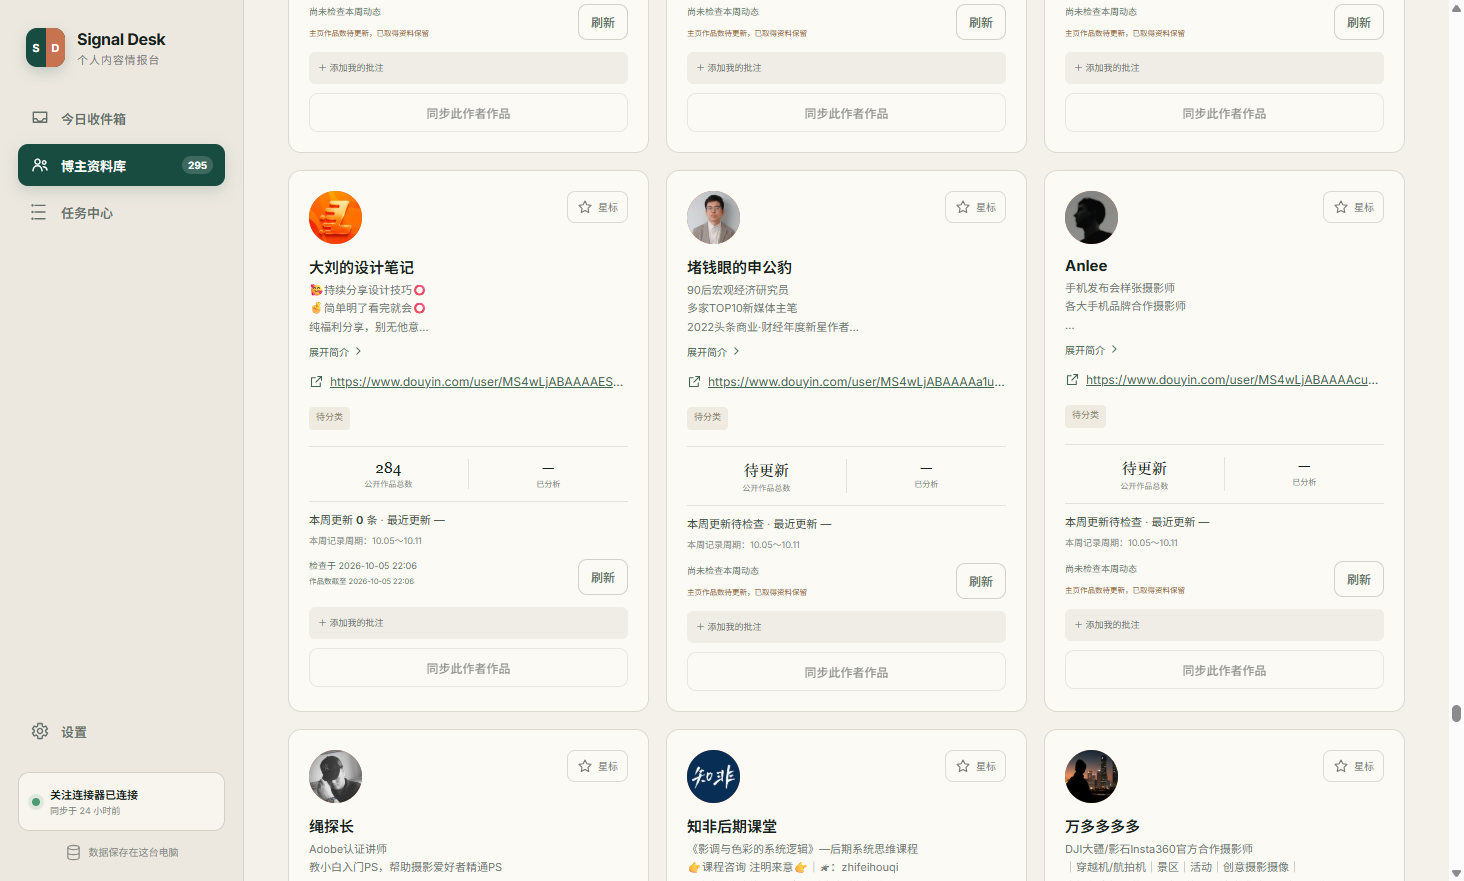 S D
Signal Desk
个人内容情报台
今日收件箱
博主资料库 295
任务中心
设置
关注连接器已连接
同步于 24 小时前
数据保存在这台电脑
尚未检查本周动态
主页作品数待更新，已取得资料保留
刷新
+ 添加我的批注
同步此作者作品
尚未检查本周动态
主页作品数待更新，已取得资料保留
刷新
+ 添加我的批注
同步此作者作品
尚未检查本周动态
主页作品数待更新，已取得资料保留
刷新
+ 添加我的批注
同步此作者作品
星标
大刘的设计笔记
🥰持续分享设计技巧⭕
✌简单明了看完就会⭕
纯福利分享，别无他意...
展开简介 >
https://www.douyin.com/user/MS4wLjABAAAAES...
待分类
284
公开作品总数
—
已分析
本周更新 0 条 · 最近更新 —
本周记录周期：10.05～10.11
检查于 2026-10-05 22:06
作品数截至 2026-10-05 22:06
刷新
+ 添加我的批注
同步此作者作品
星标
堵钱眼的申公豹
90后宏观经济研究员
多家TOP10新媒体主笔
2022头条商业·财经年度新星作者...
展开简介 >
https://www.douyin.com/user/MS4wLjABAAAAa1u...
待分类
待更新
公开作品总数
—
已分析
本周更新待检查 · 最近更新 —
本周记录周期：10.05～10.11
尚未检查本周动态
主页作品数待更新，已取得资料保留
刷新
+ 添加我的批注
同步此作者作品
星标
Anlee
手机发布会样张摄影师
各大手机品牌合作摄影师
...
展开简介 >
https://www.douyin.com/user/MS4wLjABAAAAcu...
待分类
待更新
公开作品总数
—
已分析
本周更新待检查 · 最近更新 —
本周记录周期：10.05～10.11
尚未检查本周动态
主页作品数待更新，已取得资料保留
刷新
+ 添加我的批注
同步此作者作品
星标
绳探长
Adobe认证讲师
教小白入门PS，帮助摄影爱好者精通PS
知非
星标
知非后期课堂
《影调与色彩的系统逻辑》—后期系统思维课程
👉课程咨询 注明来意👉｜🛩：zhifeihouqi
星标
万多多多多
DJI大疆/影石Insta360官方合作摄影师
｜穿越机/航拍机｜景区｜活动｜创意摄影摄像｜